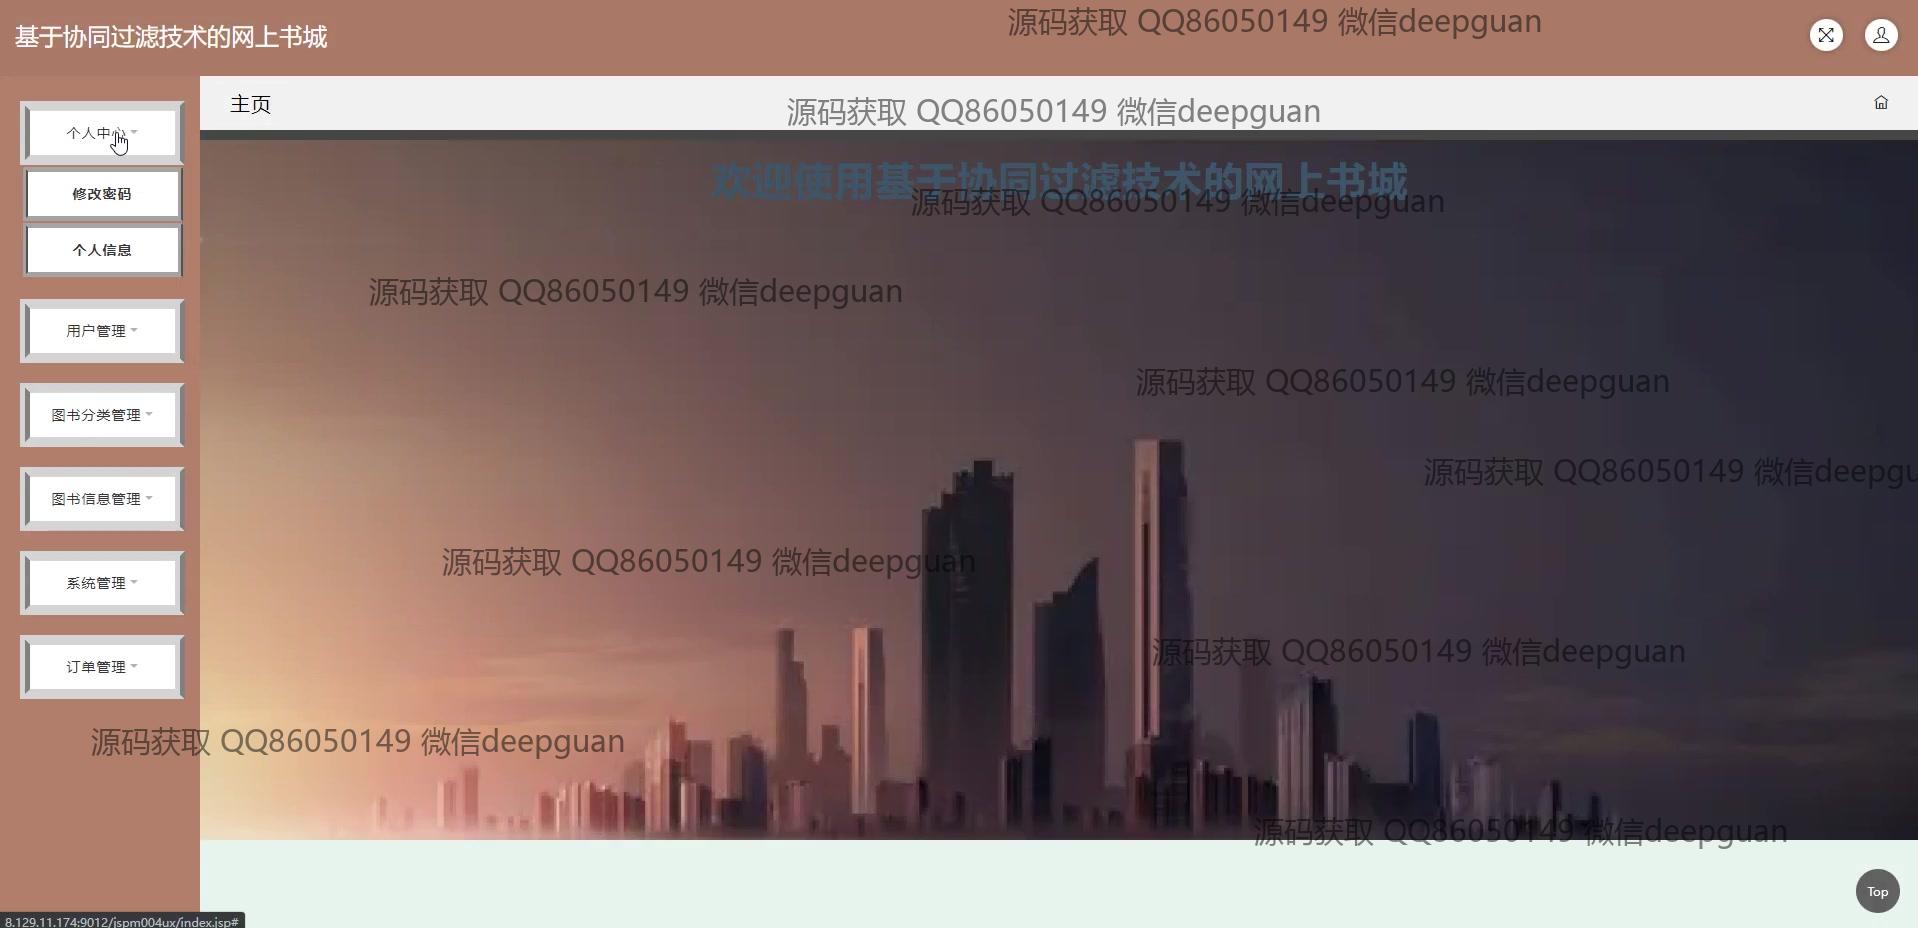 基于协同过滤技术的网上书城
源码获取 QQ86050149 微信deepguan
主页
源码获取 QQ86050149 微信deepguan
个人中心
修改密码
个人信息
用户管理
图书分类管理
图书信息管理
系统管理
订单管理
欢迎使用基于协同过滤技术的网上书城
源码获取 QQ86050149 微信deepguan
源码获取 QQ86050149 微信deepguan
源码获取 QQ86050149 微信deepguan
源码获取 QQ86050149 微信deepgu
源码获取 QQ86050149 微信deepguan
源码获取 QQ86050149 微信deepguan
源码获取 QQ86050149 微信deepguan
源码获取 QQ86050149 微信deepguan
Top
8.129.11.174:9012/jspm004ux/index.jsp#